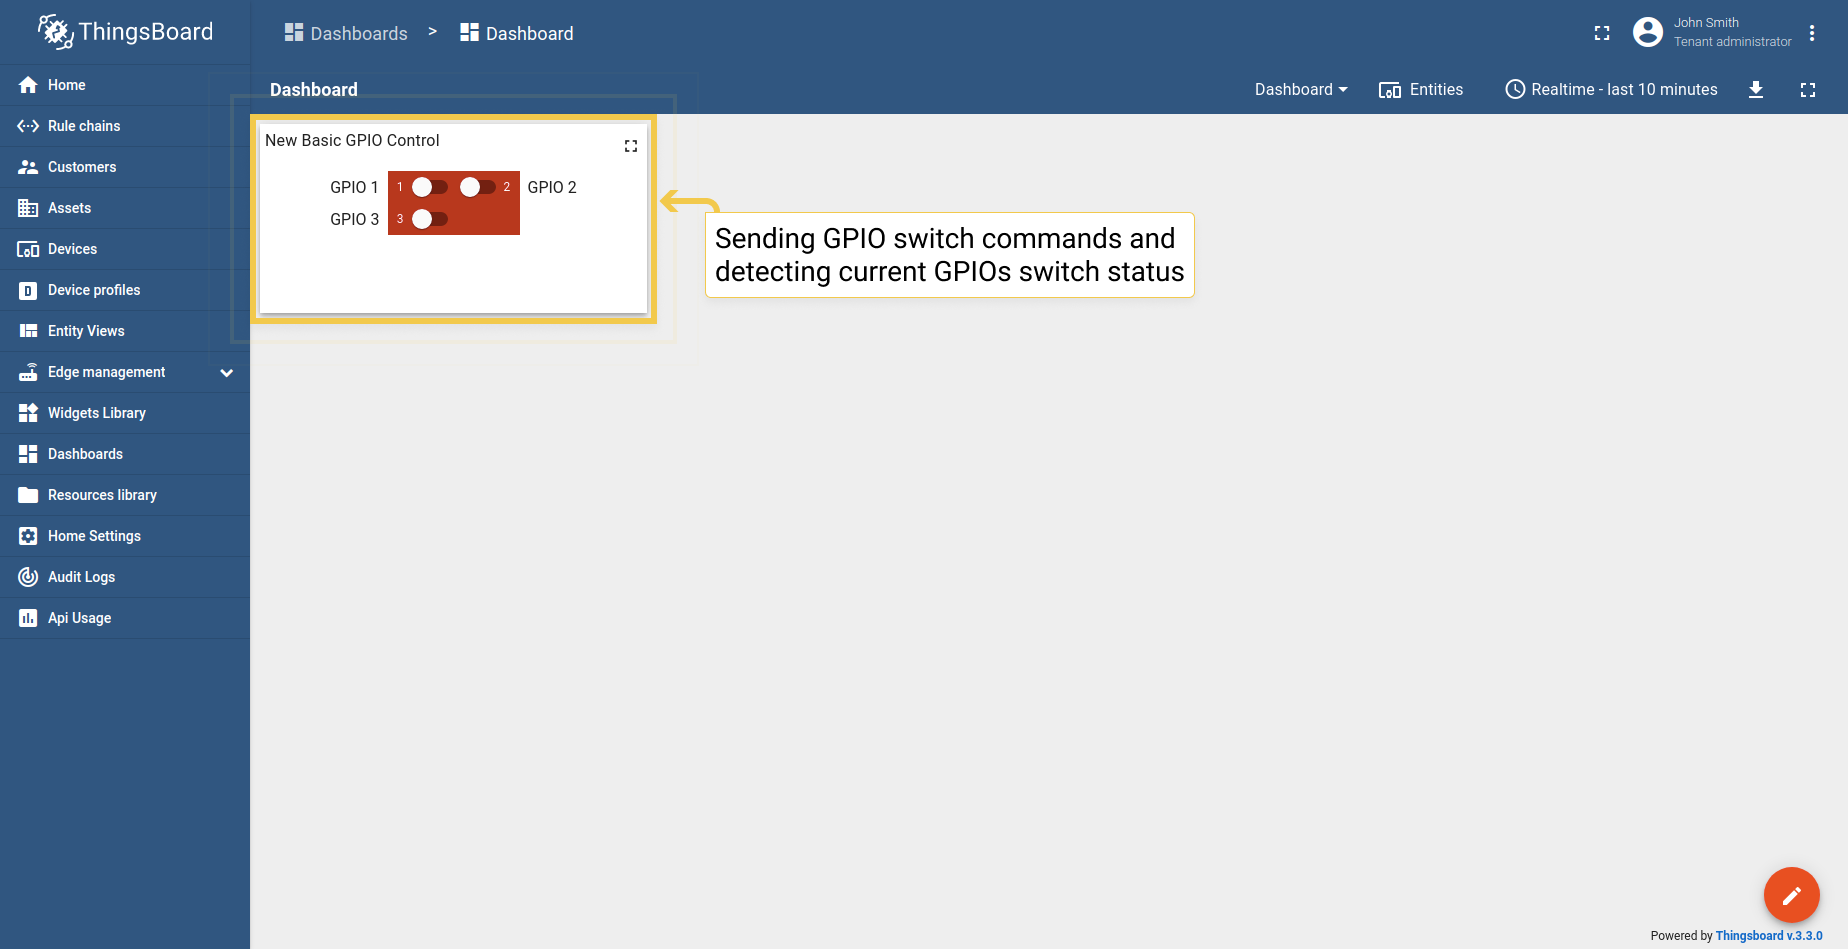 ThingsBoard
Dashboards > Dashboard
John Smith
Tenant administrator
Home
Rule chains
Customers
Assets
Devices
Device profiles
Entity Views
Edge management
Widgets Library
Dashboards
Resources library
Home Settings
Audit Logs
Api Usage
Dashboard
Dashboard
Entities
Realtime - last 10 minutes
New Basic GPIO Control
GPIO 1 1 2 GPIO 2
GPIO 3 3
Sending GPIO switch commands and
detecting current GPIOs switch status
Powered by Thingsboard v.3.3.0